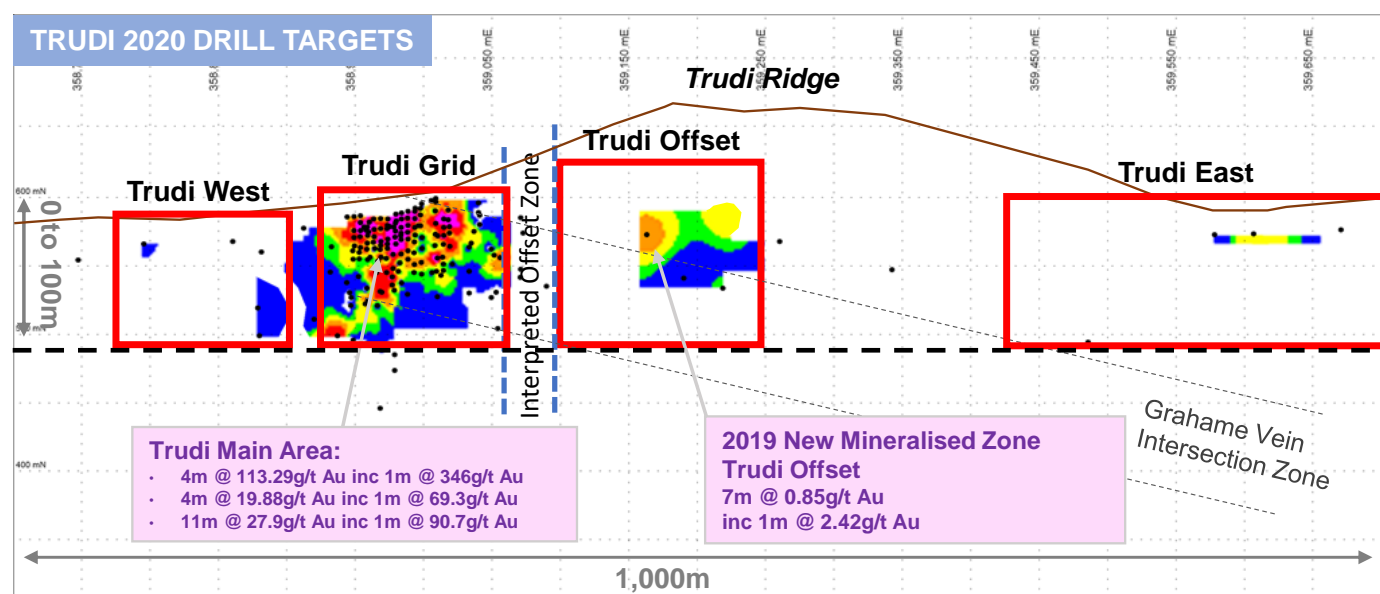 TRUDI 2020 DRILL TARGETS
359.050 mE
359.150 mE
359.250 mE
359.350 mE
359.450 mE
359.550 mE
359.650 mE
Trudi Ridge
Trudi Offset
Trudi Grid
Trudi West
Trudi East
600 mN
0 to 100m
Interpreted Offset Zone
400 mN
Grahame Vein
Intersection Zone
Trudi Main Area:
· 4m @ 113.29g/t Au inc 1m @ 346g/t Au
· 4m @ 19.88g/t Au inc 1m @ 69.3g/t Au
· 11m @ 27.9g/t Au inc 1m @ 90.7g/t Au
2019 New Mineralised Zone
Trudi Offset
7m @ 0.85g/t Au
inc 1m @ 2.42g/t Au
1,000m